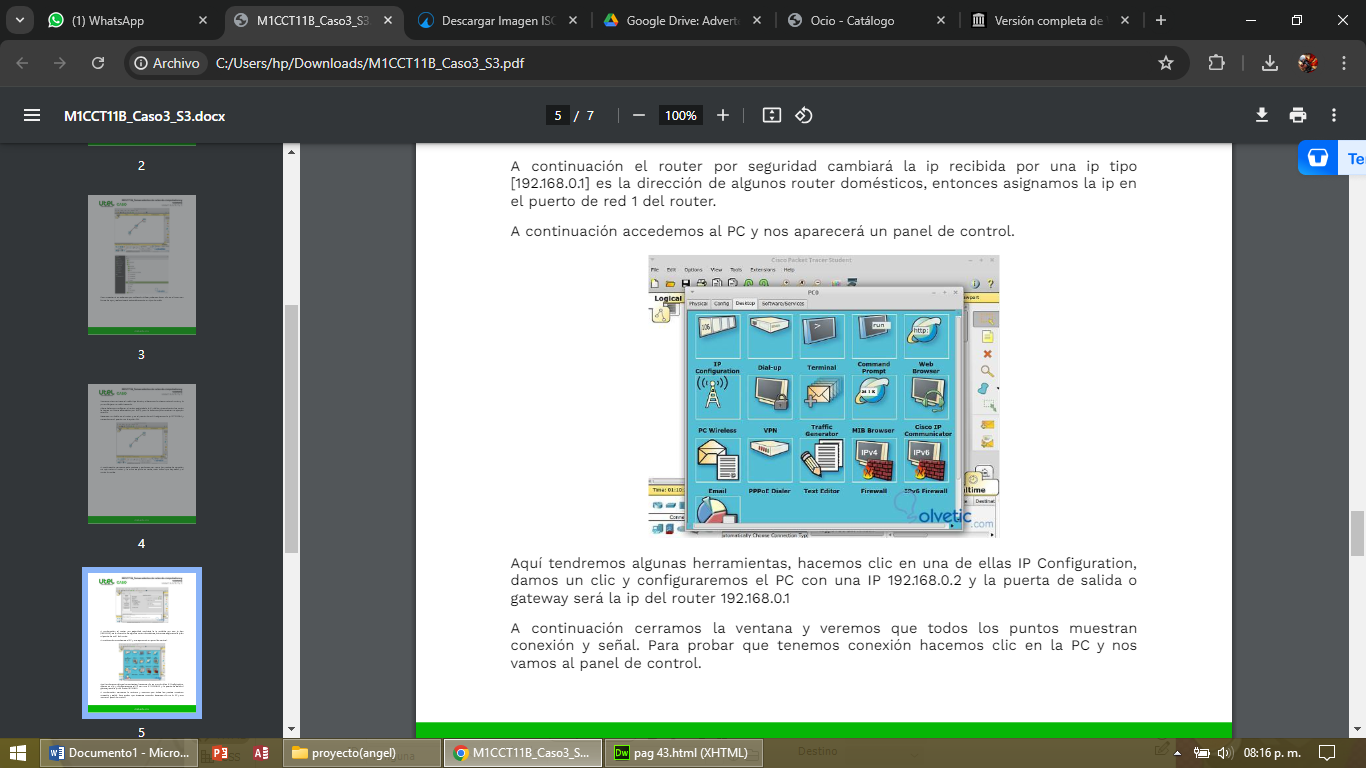 (1) WhatsApp
M1CCT11B_Caso3_S3
Descargar Imagen ISO
Google Drive: Advert
Ocio - Catálogo
Versión completa de
Archivo
C:/Users/hp/Downloads/M1CCT11B_Caso3_S3.pdf
M1CCT11B_Caso3_S3.docx
5 / 7
100%
2
3
4
5
Te
A continuación el router por seguridad cambiará la ip recibida por una ip tipo
[192.168.0.1] es la dirección de algunos router domésticos, entonces asignamos la ip en
el puerto de red 1 del router.
A continuación accedemos al PC y nos aparecerá un panel de control.
Cisco Packet Tracer Student
File Edit Options View Tools Extensions Help
Logical
PC0
Physical Config Desktop Software/Services
106
run
http:
IP Configuration
Dial-up
Terminal
Command Prompt
Web Browser
PC Wireless
VPN
Traffic Generator
MIB Browser
Cisco IP Communicator
IPv4
IPv6
Email
PPPoE Dialer
Text Editor
Firewall
IPv6 Firewall
olvetic
.com
Aquí tendremos algunas herramientas, hacemos clic en una de ellas IP Configuration,
damos un clic y configuraremos el PC con una IP 192.168.0.2 y la puerta de salida o
gateway será la ip del router 192.168.0.1
A continuación cerramos la ventana y veremos que todos los puntos muestran
conexión y señal. Para probar que tenemos conexión hacemos clic en la PC y nos
vamos al panel de control.
Documento1 - Micro...
proyecto(angel)
M1CCT11B_Caso3_S...
pag 43.html (XHTML)
Destino
08:16 p. m.